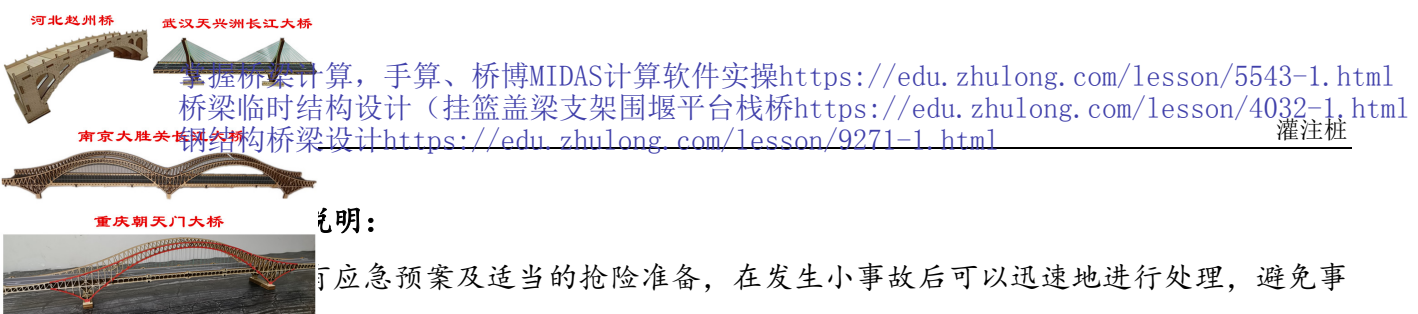 河北赵州桥
武汉天兴洲长江大桥
掌握桥梁计算，手算、桥博MIDAS计算软件实操https://edu.zhulong.com/lesson/5543-1.html
桥梁临时结构设计（挂篮盖梁支架围堰平台栈桥https://edu.zhulong.com/lesson/4032-1.html
南京大胜关长江大桥
钢结构桥梁设计https://edu.zhulong.com/lesson/9271-1.html
灌注桩
重庆朝天门大桥
说明：
有应急预案及适当的抢险准备，在发生小事故后可以迅速地进行处理，避免事